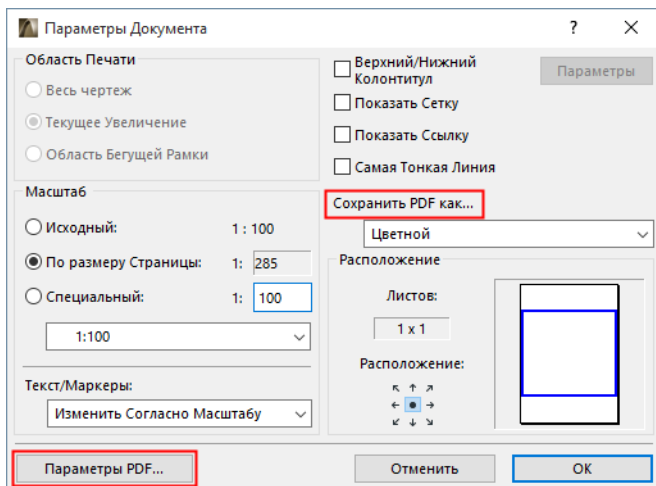 Параметры Документа
?
Область Печати
Весь чертеж
Текущее Увеличение
Область Бегущей Рамки
Верхний/Нижний
Колонтитул
Параметры
Показать Сетку
Показать Ссылку
Самая Тонкая Линия
Масштаб
Исходный: 1 : 100
По размеру Страницы: 1: 285
Специальный: 1: 100
1:100
Текст/Маркеры:
Изменить Согласно Масштабу
Сохранить PDF как...
Цветной
Расположение
Листов:
1 x 1
Расположение:
Параметры PDF...
Отменить
OK